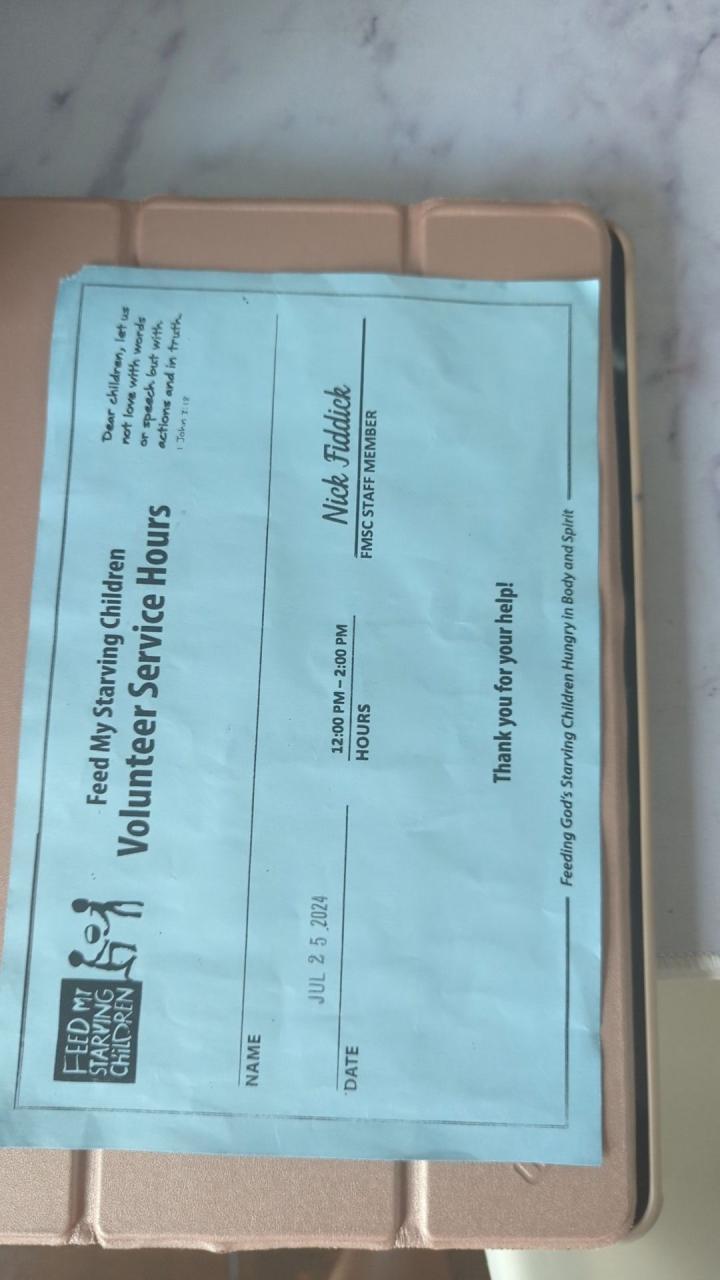 FEED MY
STARVING
CHILDREN
Feed My Starving Children
Volunteer Service Hours
Dear children, let us
not love with words
or speech but with
actions and in truth.
1 John 3:18
NAME
JUL 2 5 2024
DATE
12:00 PM – 2:00 PM
HOURS
Nick Fiddick
FMSC STAFF MEMBER
Thank you for your help!
Feeding God's Starving Children Hungry in Body and Spirit